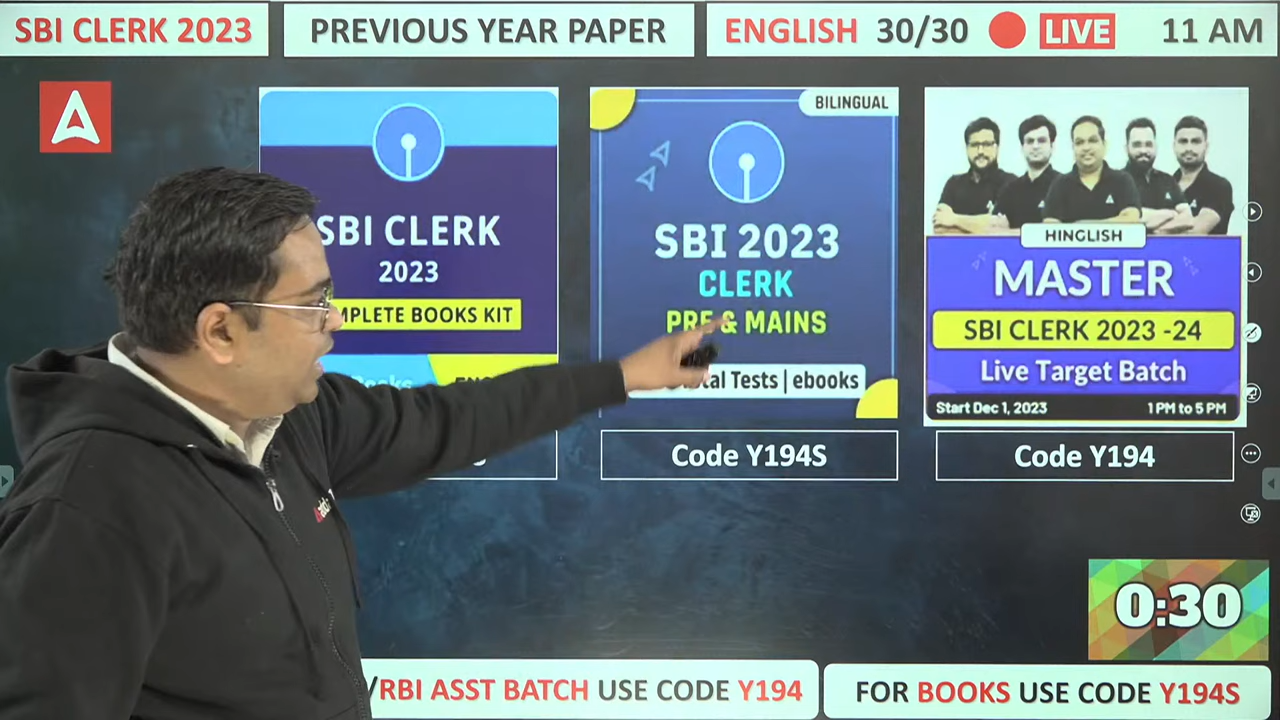 SBI CLERK 2023
PREVIOUS YEAR PAPER
ENGLISH 30/30 LIVE 11 AM
SBI CLERK
2023
MPLETE BOOKS KIT
BILINGUAL
SBI 2023
CLERK
PRE & MAINS
Tests | ebooks
Code Y194S
HINGLISH
MASTER
SBI CLERK 2023 -24
Live Target Batch
Start Dec 1, 2023 1 PM to 5 PM
Code Y194
0:30
/RBI ASST BATCH USE CODE Y194
FOR BOOKS USE CODE Y194S